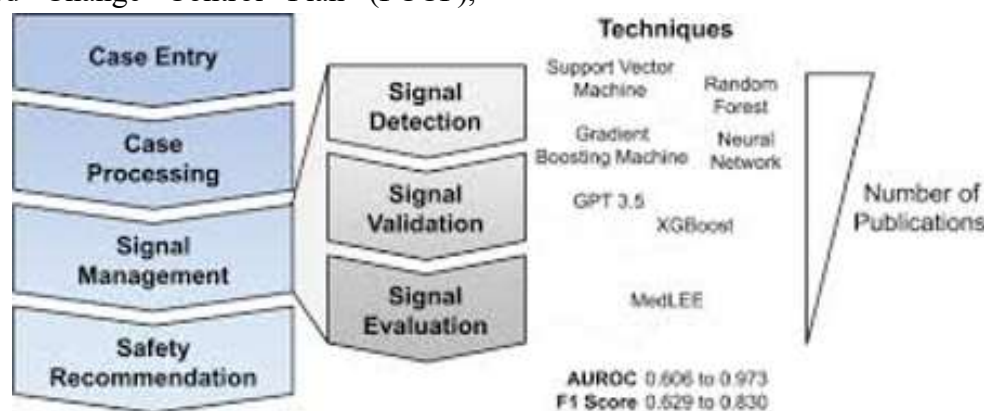 Change Control Plan (PCCP),
Case Entry
Case
Processing
Signal
Management
Safety
Recommendation
Signal
Detection
Signal
Validation
Signal
Evaluation
Techniques
Support Vector
Machine
Random
Forest
Gradient
Boosting Machine
Neural
Network
GPT 3.5
XGBoost
MedLEE
AUROC 0.606 to 0.973
F1 Score 0.629 to 0.830
Number of
Publications